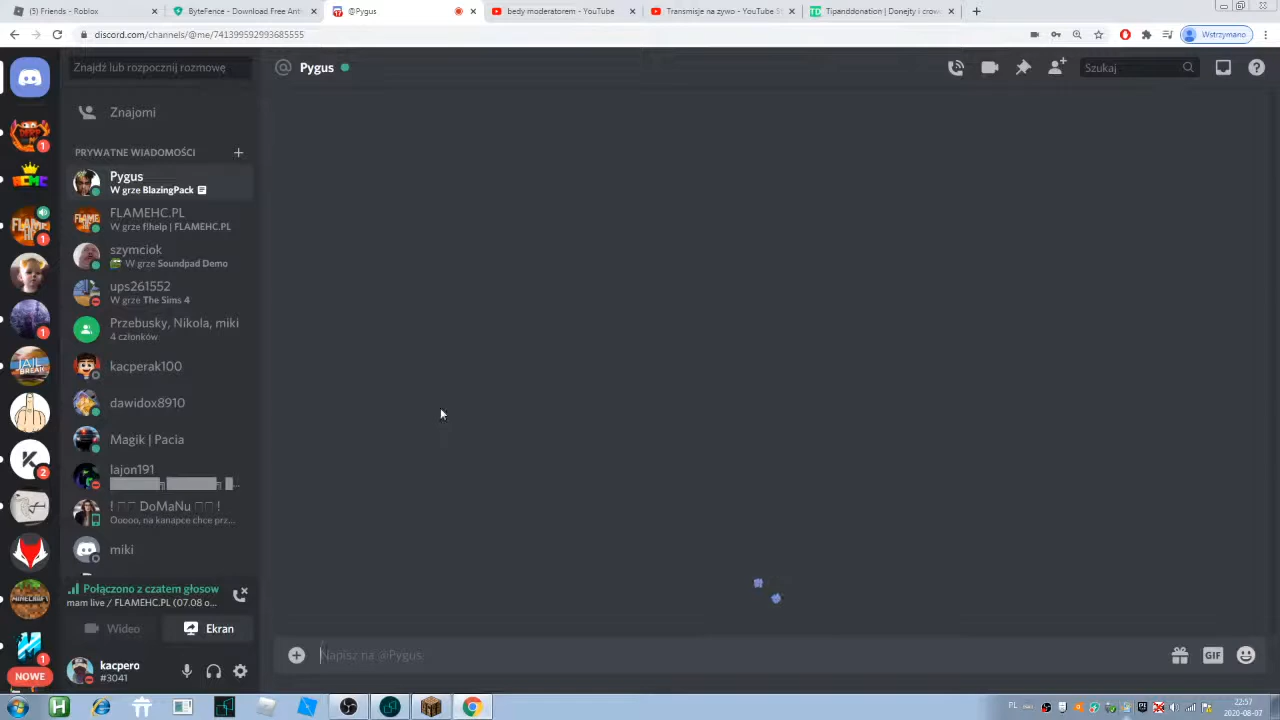 (5) Friends - Roblox
ByteFence - Download Free Anti
@Pygus
bedy moderatorem - YouTube
Transmisje na żywo - YouTube St
TD Tipanddonation | Donejty i crow
discord.com/channels/@me/741399592993685555
Wstrzymano
Znajdź lub rozpocznij rozmowę
@ Pygus
Szukaj
Znajomi
PRYWATNE WIADOMOŚCI
Pygus
W grze BlazingPack
FLAMEHC.PL
W grze f!help | FLAMEHC.PL
szymciok
W grze Soundpad Demo
ups261552
W grze The Sims 4
Przebusky, Nikola, miki
4 członków
kacperak100
dawidox8910
Magik | Pacia
lajon191
! DoMaNu !
Ooooo, na kanapce chce prz...
miki
Połączono z czatem głosow
mam live / FLAMEHC.PL (07.08 o...
Wideo
Ekran
kacpero
#3041
NOWE
Napisz na @Pygus
GIF
PL
22:57
2020-08-07